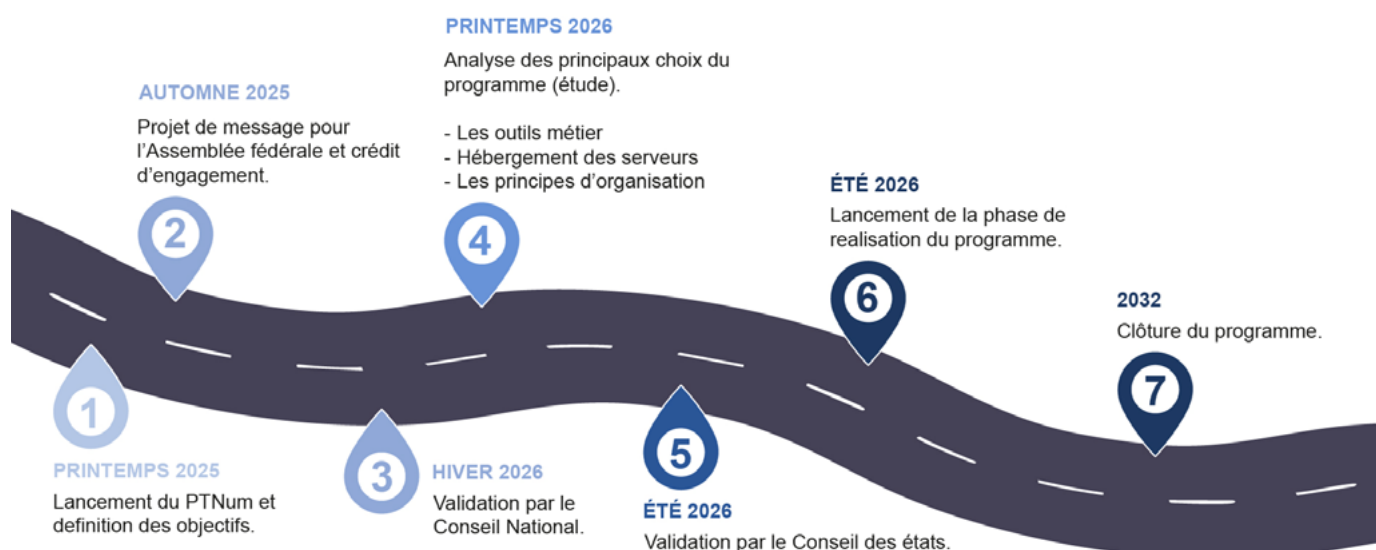 1
PRINTEMPS 2025
Lancement du PTNum et
definition des objectifs.
AUTOMNE 2025
Projet de message pour
l'Assemblée fédérale et crédit
d'engagement.
2
3
HIVER 2026
Validation par le
Conseil National.
PRINTEMPS 2026
Analyse des principaux choix du
programme (étude).
- Les outils métier
- Hébergement des serveurs
- Les principes d'organisation
4
5
ÉTÉ 2026
Validation par le Conseil des états.
ÉTÉ 2026
Lancement de la phase de
realisation du programme.
6
2032
Clôture du programme.
7